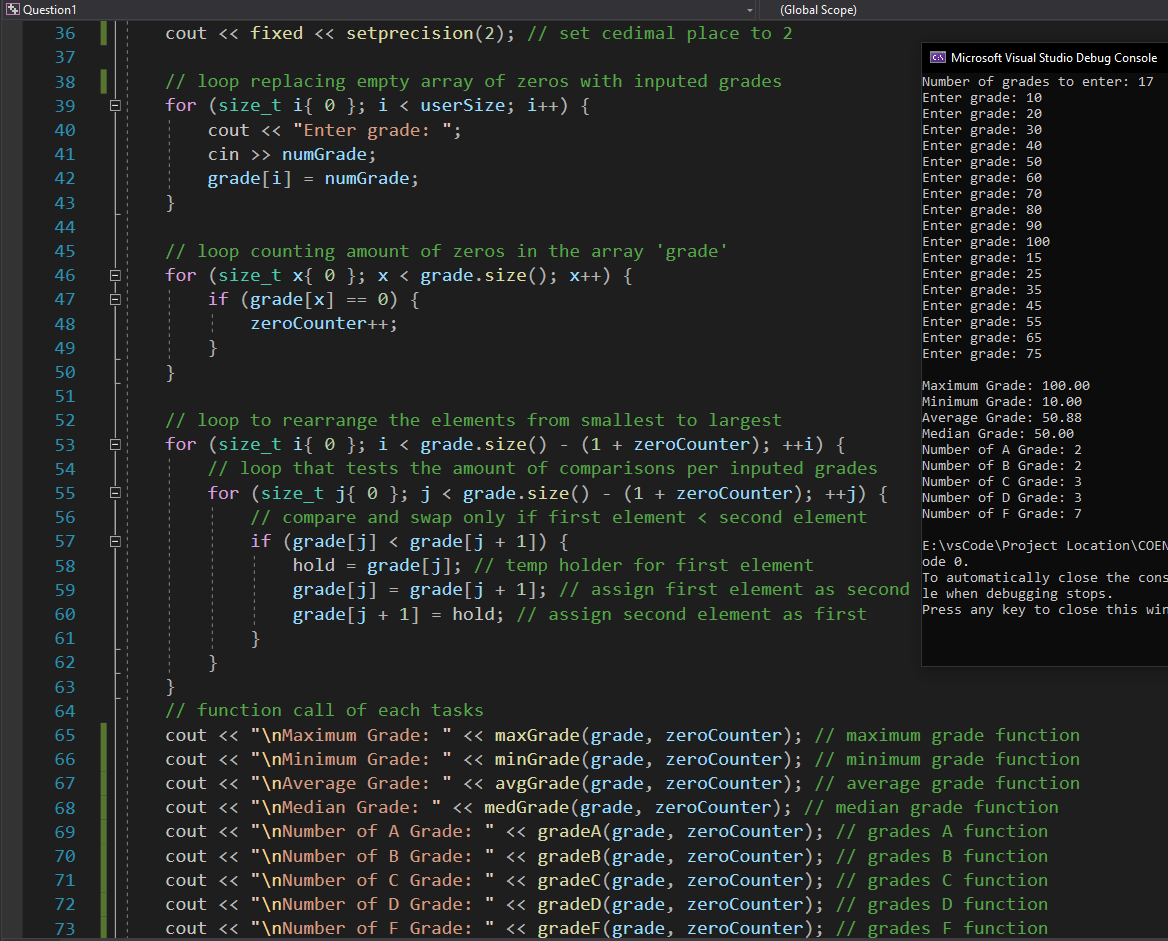 Question1
(Global Scope)
36 cout << fixed << setprecision(2); // set cedimal place to 2
37
38 // loop replacing empty array of zeros with inputed grades
39 for (size_t i{ 0 }; i < userSize; i++) {
40 cout << "Enter grade: ";
41 cin >> numGrade;
42 grade[i] = numGrade;
43 }
44
45 // loop counting amount of zeros in the array 'grade'
46 for (size_t x{ 0 }; x < grade.size(); x++) {
47 if (grade[x] == 0) {
48 zeroCounter++;
49 }
50 }
51
52 // loop to rearrange the elements from smallest to largest
53 for (size_t i{ 0 }; i < grade.size() - (1 + zeroCounter); ++i) {
54 // loop that tests the amount of comparisons per inputed grades
55 for (size_t j{ 0 }; j < grade.size() - (1 + zeroCounter); ++j) {
56 // compare and swap only if first element < second element
57 if (grade[j] < grade[j + 1]) {
58 hold = grade[j]; // temp holder for first element
59 grade[j] = grade[j + 1]; // assign first element as second
60 grade[j + 1] = hold; // assign second element as first
61 }
62 }
63 }
64 // function call of each tasks
65 cout << "\nMaximum Grade: " << maxGrade(grade, zeroCounter); // maximum grade function
66 cout << "\nMinimum Grade: " << minGrade(grade, zeroCounter); // minimum grade function
67 cout << "\nAverage Grade: " << avgGrade(grade, zeroCounter); // average grade function
68 cout << "\nMedian Grade: " << medGrade(grade, zeroCounter); // median grade function
69 cout << "\nNumber of A Grade: " << gradeA(grade, zeroCounter); // grades A function
70 cout << "\nNumber of B Grade: " << gradeB(grade, zeroCounter); // grades B function
71 cout << "\nNumber of C Grade: " << gradeC(grade, zeroCounter); // grades C function
72 cout << "\nNumber of D Grade: " << gradeD(grade, zeroCounter); // grades D function
73 cout << "\nNumber of F Grade: " << gradeF(grade, zeroCounter); // grades F function
Microsoft Visual Studio Debug Console
Number of grades to enter: 17
Enter grade: 10
Enter grade: 20
Enter grade: 30
Enter grade: 40
Enter grade: 50
Enter grade: 60
Enter grade: 70
Enter grade: 80
Enter grade: 90
Enter grade: 100
Enter grade: 15
Enter grade: 25
Enter grade: 35
Enter grade: 45
Enter grade: 55
Enter grade: 65
Enter grade: 75

Maximum Grade: 100.00
Minimum Grade: 10.00
Average Grade: 50.88
Median Grade: 50.00
Number of A Grade: 2
Number of B Grade: 2
Number of C Grade: 3
Number of D Grade: 3
Number of F Grade: 7

E:\vsCode\Project Location\COEN
ode 0.
To automatically close the cons
le when debugging stops.
Press any key to close this win